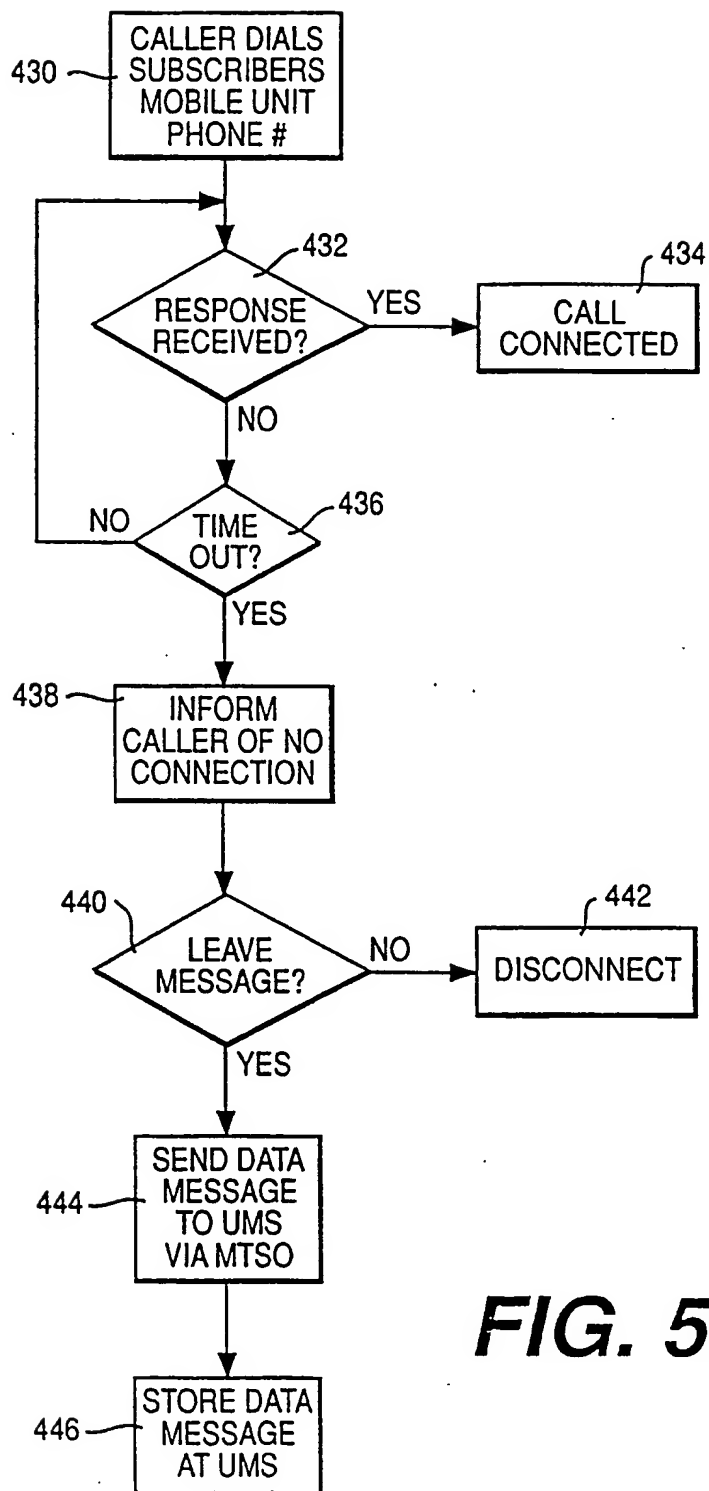 430
CALLER DIALS
SUBSCRIBERS
MOBILE UNIT
PHONE #
432
RESPONSE
RECEIVED?
YES
434
CALL
CONNECTED
NO
436
TIME
OUT?
NO
YES
438
INFORM
CALLER OF NO
CONNECTION
440
LEAVE
MESSAGE?
NO
442
DISCONNECT
YES
444
SEND DATA
MESSAGE
TO UMS
VIA MTSO
446
STORE DATA
MESSAGE
AT UMS
FIG. 5